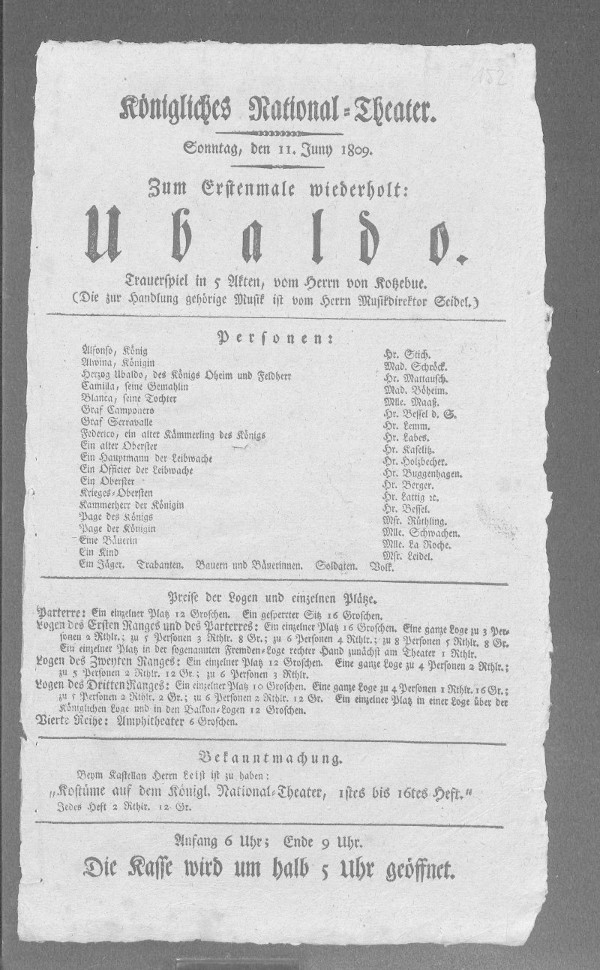 Königliches National-Theater.
Sonntag, den 11. Juny 1809.
Zum Erstenmale wiederholt:
Ubaldo.
Trauerspiel in 5 Akten, vom Herrn von Kotzebue.
(Die zur Handlung gehörige Musik ist vom Herrn Musikdirektor Seidel.)
Personen:
Alfonso, König Hr. Stich.
Alwina, Königin Mad. Schröck.
Herzog Ubaldo, des Königs Oheim und Feldherr Hr. Mattausch.
Camilla, seine Gemahlin Mad. Böheim.
Blanca, seine Tochter Mlle. Maaß.
Graf Camponero Hr. Bessel d. S.
Graf Serravalle Hr. Lemm.
Federico, ein alter Kämmerling des Königs Hr. Labes.
Ein alter Oberster Hr. Kaselitz.
Ein Hauptmann der Leibwache Hr. Holzbecher.
Ein Officier der Leibwache Hr. Buggenhagen.
Ein Oberster Hr. Berger.
Krieges-Obersten Hr. Lattig ꝛc.
Kammerherr der Königin Hr. Bessel.
Page des Königs Msr. Rüthling.
Page der Königin Mlle. Schwachen.
Eine Bäuerin Mlle. La Roche.
Ein Kind Msr. Leidel.
Ein Jäger. Trabanten. Bauern und Bäuerinnen. Soldaten. Volk.
Preise der Logen und einzelnen Plätze.
Parterre: Ein einzelner Platz 12 Groschen. Ein gesperrter Sitz 16 Groschen.
Logen des Ersten Ranges und des Parterres: Ein einzelner Platz 16 Groschen. Eine ganze Loge zu 3 Per-
sonen 2 Rthlr.; zu 5 Personen 3 Rthlr. 8 Gr.; zu 6 Personen 4 Rthlr.; zu 8 Personen 5 Rthlr. 8 Gr.
Ein einzelner Platz in der sogenannten Fremden-Loge rechter Hand zunächst am Theater 1 Rthlr.
Logen des Zweyten Ranges: Ein einzelner Platz 12 Groschen. Eine ganze Loge zu 4 Personen 2 Rthlr.;
zu 5 Personen 2 Rthlr. 12 Gr.; zu 6 Personen 3 Rthlr.
Logen des Dritten Ranges: Ein einzelner Platz 10 Groschen. Eine ganze Loge zu 4 Personen 1 Rthlr. 16 Gr.;
zu 5 Personen 2 Rthlr. 2 Gr.; zu 6 Personen 2 Rthlr. 12 Gr. Ein einzelner Platz in einer Loge über der
Königlichen Loge und in den Balkon-Logen 12 Groschen.
Vierte Reihe: Amphitheater 6 Groschen.
Bekanntmachung.
Beym Kastellan Herrn Leist ist zu haben:
„Kostüme auf dem Königl. National-Theater, 1stes bis 16tes Heft."
Jedes Heft 2 Rthlr. 12 Gr.
Anfang 6 Uhr; Ende 9 Uhr.
Die Kasse wird um halb 5 Uhr geöffnet.